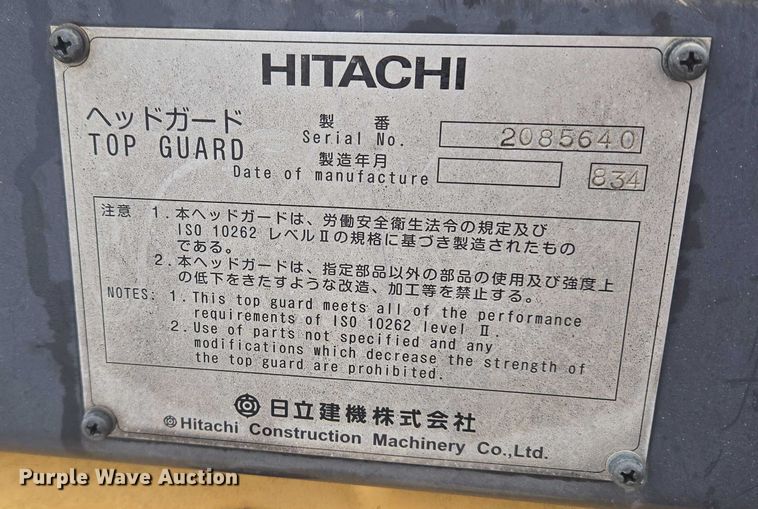 HITACHI
ヘッドガード
TOP GUARD
製 番
Serial No. 2085640
製造年月
Date of manufacture 834
注意 1.本ヘッドガードは、労働安全衛生法令の規定及び
ISO 10262 レベルⅡの規格に基づき製造されたもの
である。
2.本ヘッドガードは、指定部品以外の部品の使用及び強度上
の低下をきたすような改造、加工等を禁止する。
NOTES: 1.This top guard meets all of the performance
requirements of ISO 10262 level Ⅱ.
2.Use of parts not specified and any
modifications which decrease the strength of
the top guard are prohibited.
日立建機株式会社
Hitachi Construction Machinery Co.,Ltd.
Purple Wave Auction